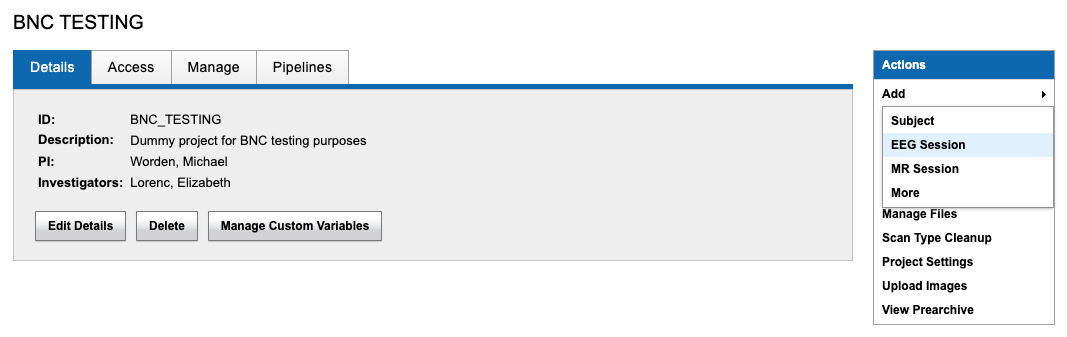 BNC TESTING
Details
Access
Manage
Pipelines
ID: BNC_TESTING
Description: Dummy project for BNC testing purposes
PI: Worden, Michael
Investigators: Lorenc, Elizabeth
Edit Details
Delete
Manage Custom Variables
Actions
Add
Subject
EEG Session
MR Session
More
Manage Files
Scan Type Cleanup
Project Settings
Upload Images
View Prearchive